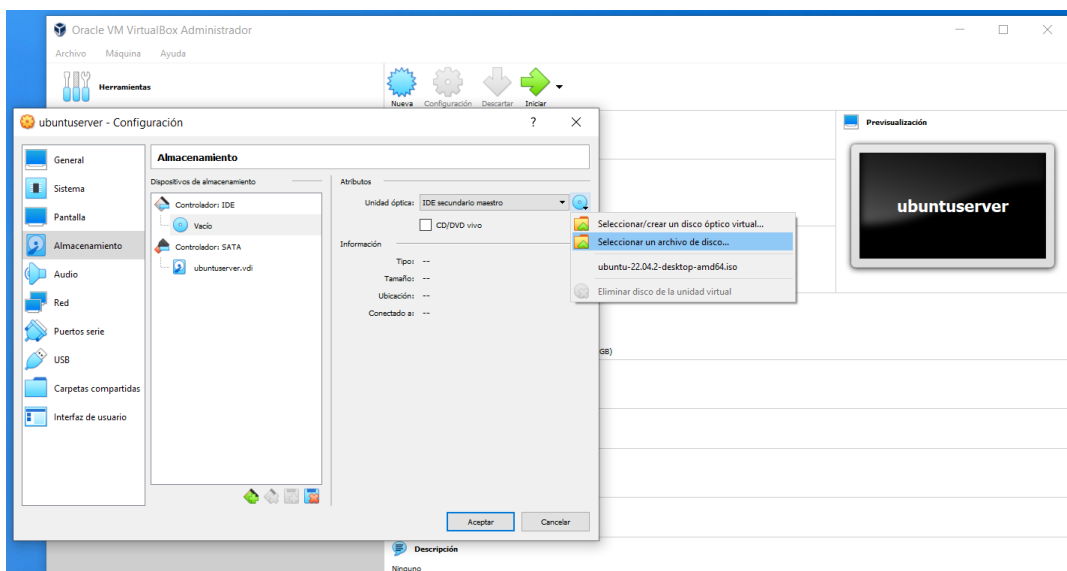 Oracle VM VirtualBox Administrador
Archivo Máquina Ayuda
Herramientas
Nueva Configuración Descartar Iniciar
Previsualización
ubuntuserver
ubuntuserver - Configuración ? ×
General
Sistema
Pantalla
Almacenamiento
Audio
Red
Puertos serie
USB
Carpetas compartidas
Interfaz de usuario
Almacenamiento
Dispositivos de almacenamiento
Controlador: IDE
Vacío
Controlador: SATA
ubuntuserver.vdi
Atributos
Unidad óptica: IDE secundario maestro
CD/DVD vivo
Información
Tipo: --
Tamaño: --
Ubicación: --
Conectado a: --
Seleccionar/crear un disco óptico virtual...
Seleccionar un archivo de disco...
ubuntu-22.04.2-desktop-amd64.iso
Eliminar disco de la unidad virtual
GB)
Aceptar Cancelar
Descripción
Ninguno